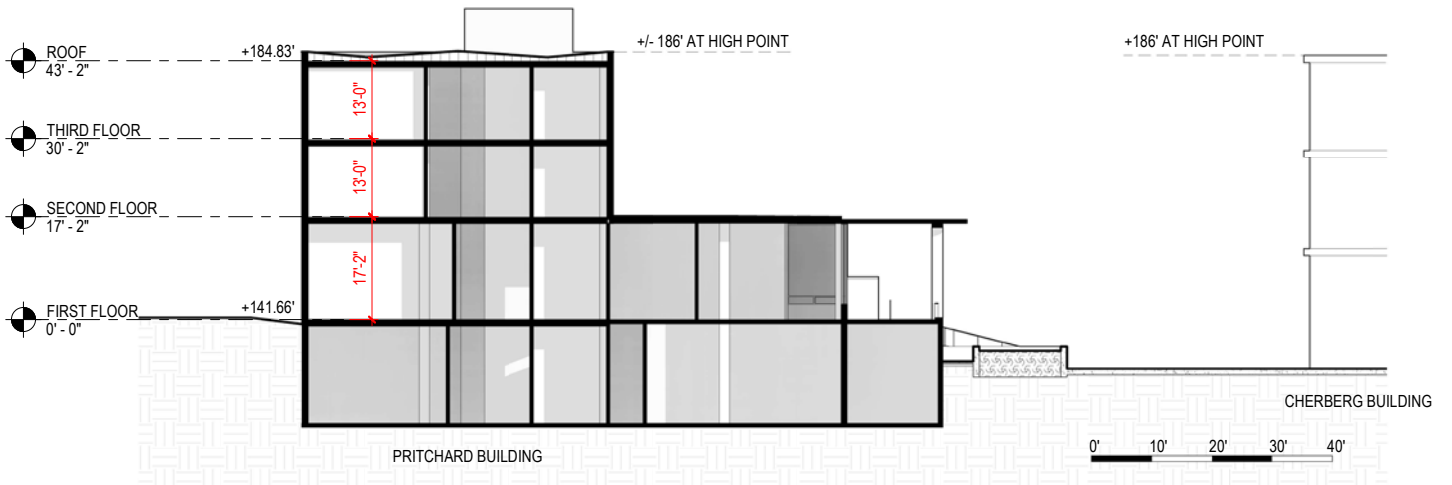 ROOF
43' - 2"
+184.83'
+/- 186' AT HIGH POINT
+186' AT HIGH POINT
13'-0"
THIRD FLOOR
30' - 2"
13'-0"
SECOND FLOOR
17' - 2"
17'-2"
FIRST FLOOR
0' - 0"
+141.66'
CHERBERG BUILDING
PRITCHARD BUILDING
0' 10' 20' 30' 40'